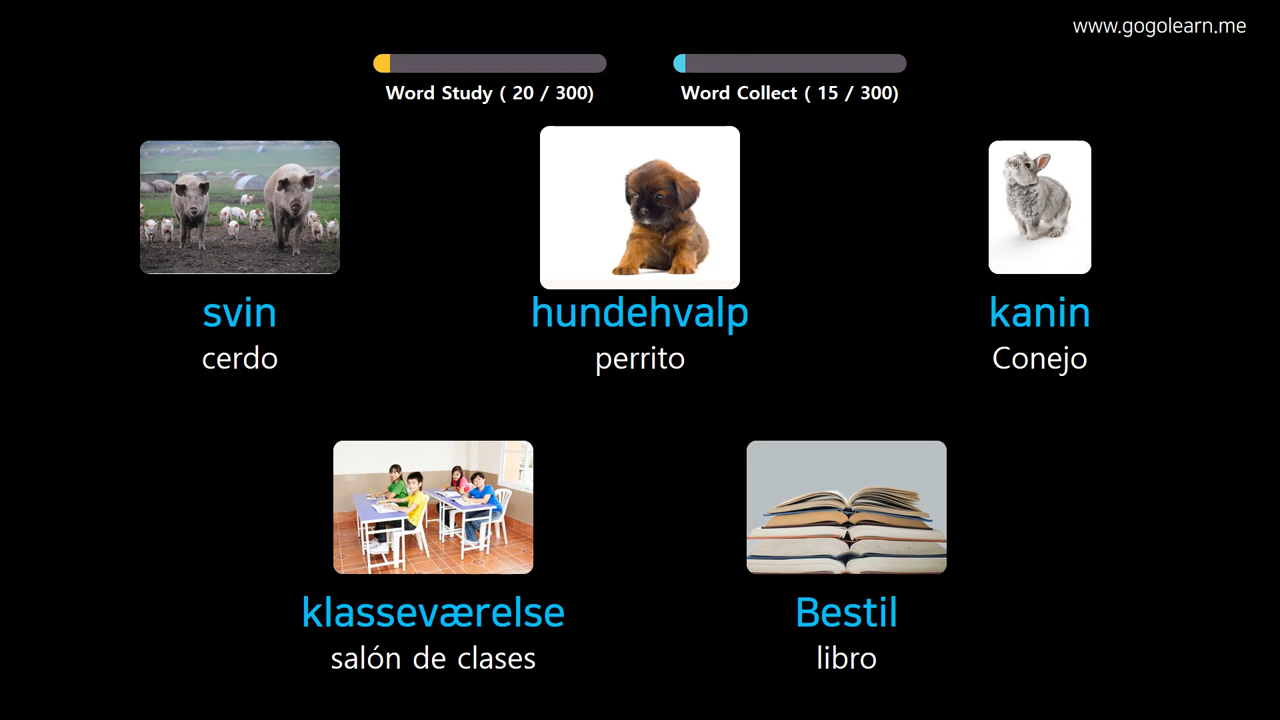 www.gogolearn.me
Word Study ( 20 / 300)
Word Collect ( 15 / 300)
svin
cerdo
hundehvalp
perrito
kanin
Conejo
klasseværelse
salón de clases
Bestil
libro